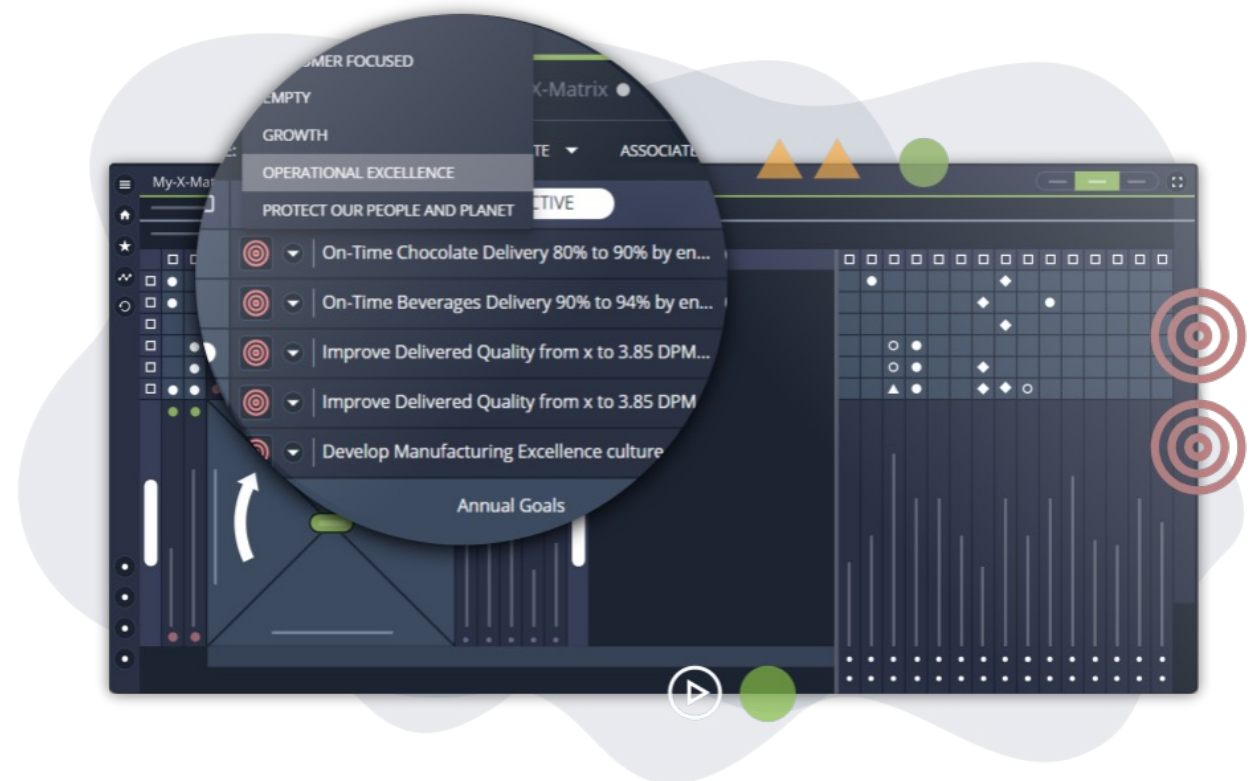 MER FOCUSED
EMPTY
X-Matrix
GROWTH
TE
ASSOCIATE
OPERATIONAL EXCELLENCE
My-X-Mat
PROTECT OUR PEOPLE AND PLANET
CTIVE
On-Time Chocolate Delivery 80% to 90% by en...
On-Time Beverages Delivery 90% to 94% by en...
Improve Delivered Quality from x to 3.85 DPM...
Improve Delivered Quality from x to 3.85 DPM
Develop Manufacturing Excellence culture
Annual Goals